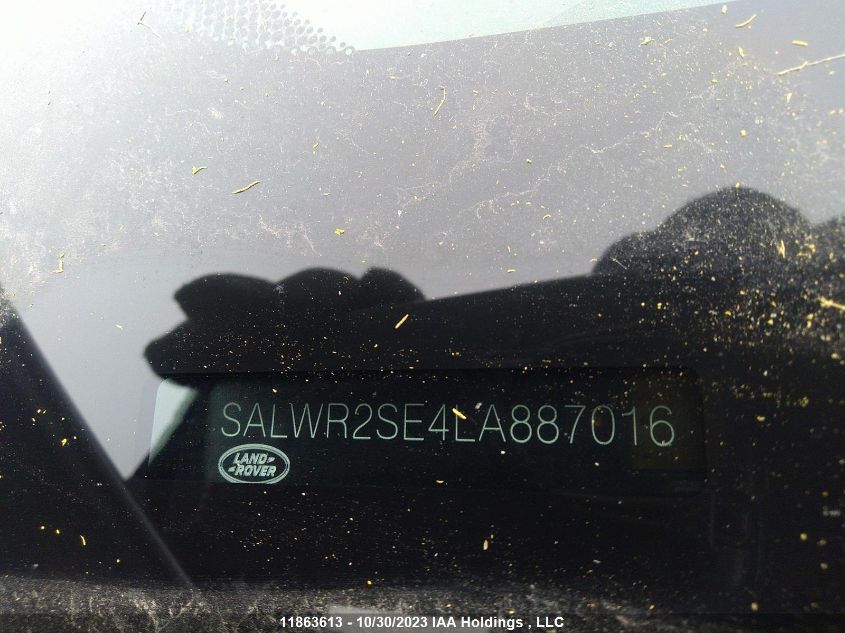 SALWR2SE4LA887016
LAND-
-ROVER
11863613 - 10/30/2023 IAA Holdings , LLC